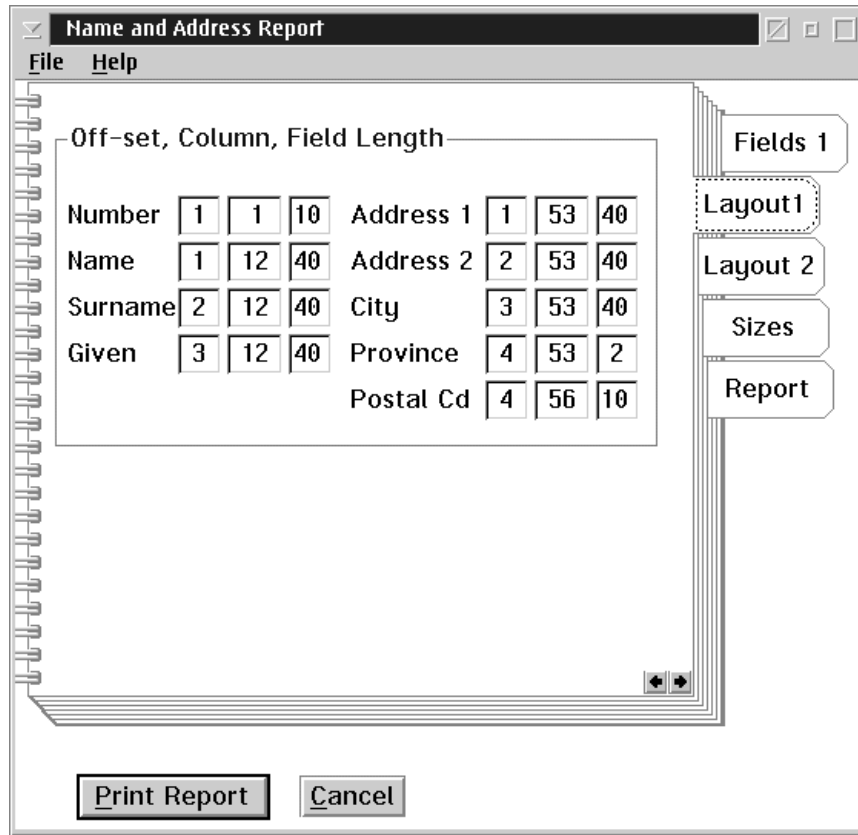 Name and Address Report
File Help
Off-set, Column, Field Length
Number 1 1 10 Address 1 1 53 40
Name 1 12 40 Address 2 2 53 40
Surname 2 12 40 City 3 53 40
Given 3 12 40 Province 4 53 2
Postal Cd 4 56 10
Fields 1
Layout1
Layout 2
Sizes
Report
Print Report Cancel